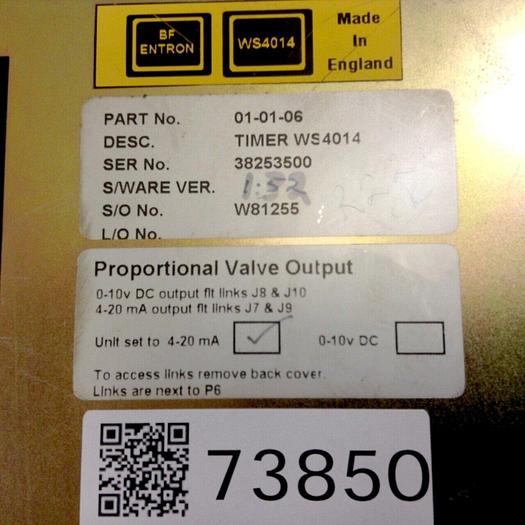 BF
ENTRON
WS4014
Made
In
England
PART No. 01-01-06
DESC. TIMER WS4014
SER No. 38253500
S/WARE VER. 1:32
S/O No. W81255
L/O No.
Proportional Valve Output
0-10v DC output fit links J8 & J10
4-20 mA output fit links J7 & J9
Unit set to 4-20 mA ✓ 0-10v DC
To access links remove back cover.
Links are next to P6
73850